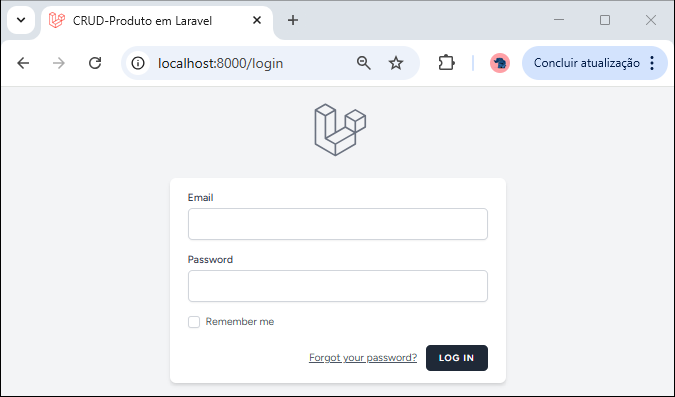 CRUD-Produto em Laravel
localhost:8000/login
Concluir atualização
Email
Password
Remember me
Forgot your password?
LOG IN